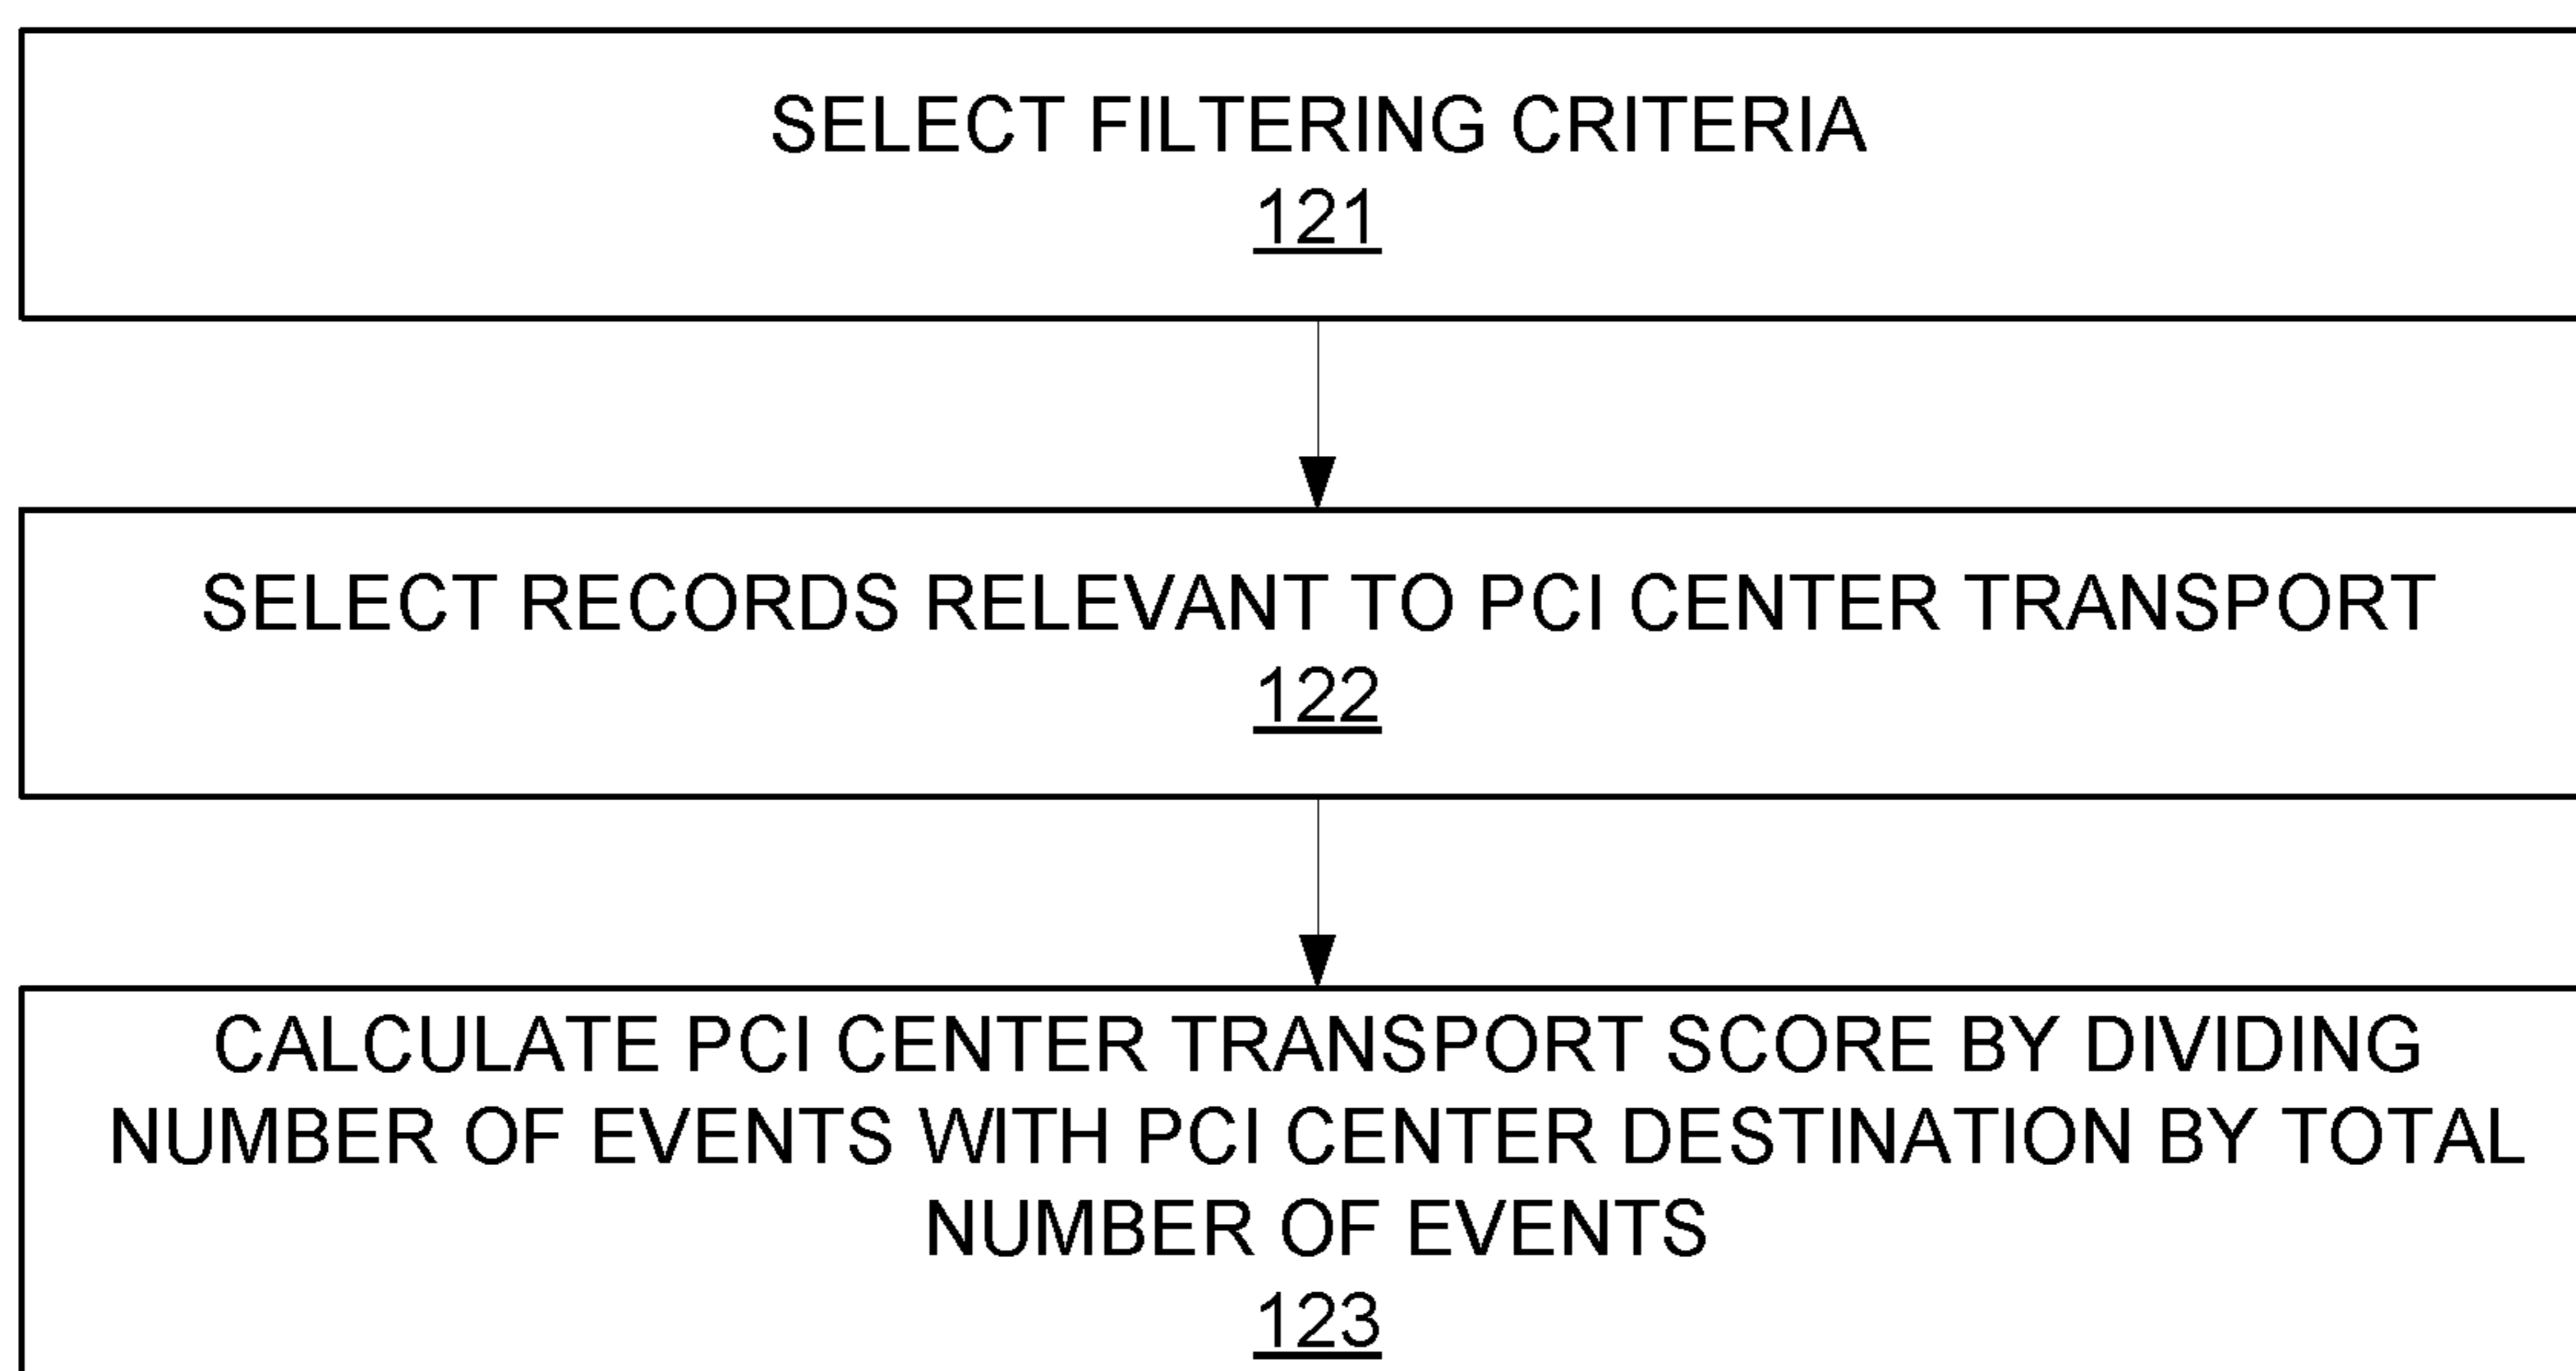 SELECT FILTERING CRITERIA
121
SELECT RECORDS RELEVANT TO PCI CENTER TRANSPORT
122
CALCULATE PCI CENTER TRANSPORT SCORE BY DIVIDING
NUMBER OF EVENTS WITH PCI CENTER DESTINATION BY TOTAL
NUMBER OF EVENTS
123